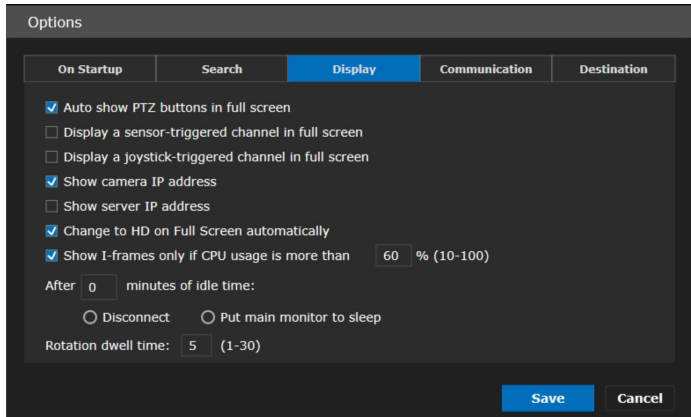 Options
On Startup Search Display Communication Destination
Auto show PTZ buttons in full screen
Display a sensor-triggered channel in full screen
Display a joystick-triggered channel in full screen
Show camera IP address
Show server IP address
Change to HD on Full Screen automatically
Show I-frames only if CPU usage is more than 60 % (10-100)
After 0 minutes of idle time:
Disconnect Put main monitor to sleep
Rotation dwell time: 5 (1-30)
Save Cancel